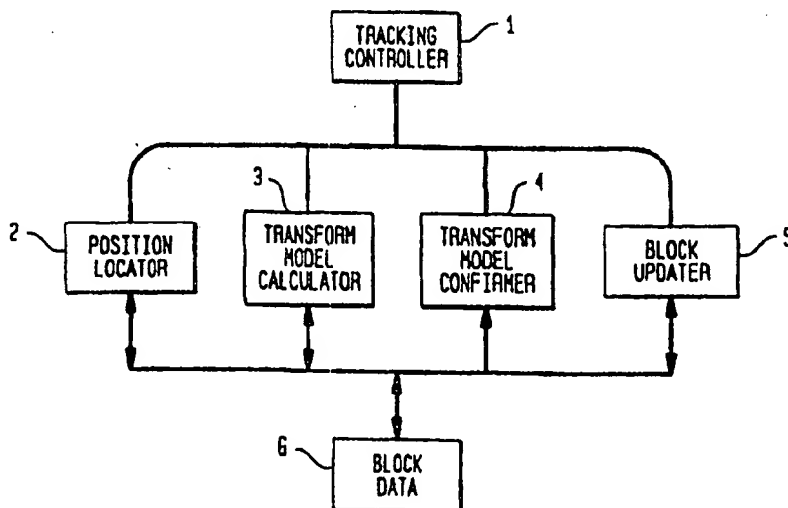 TRACKING
CONTROLLER
1
2
POSITION
LOCATOR
3
TRANSFORM
MODEL
CALCULATOR
4
TRANSFORM
MODEL
CONFIRMER
BLOCK
UPDATER
5
6
BLOCK
DATA